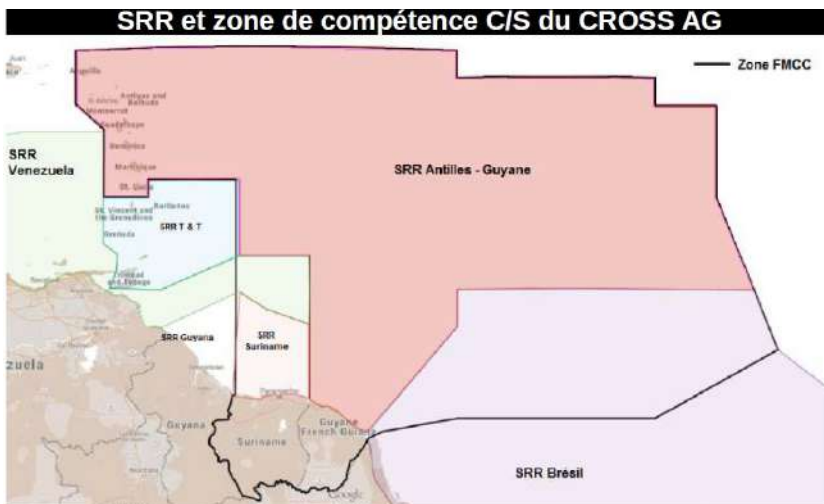 SRR et zone de compétence C/S du CROSS AG
Zone FMCC
Anguilla
Antigua and
Barbuda
Montserrat
Guadeloupe
Dominica
Martinique
St. Lucia
SRR
Venezuela
SRR Antilles - Guyane
St. Vincent and
the Grenadines
Barbados
Grenada
SRR T & T
Trinidad
and Tobago
SRR Guyana
SRR
Suriname
zuela
Guyana
Suriname
Guyane
French Guiana
SRR Brésil
Google